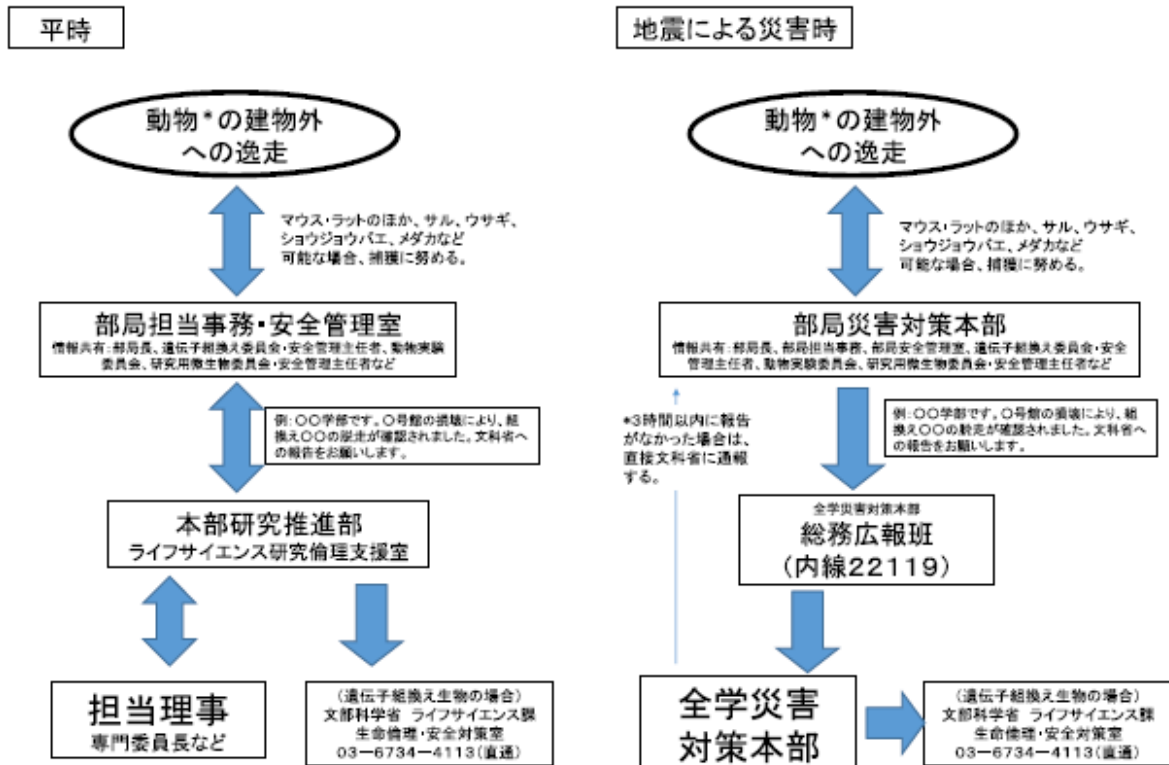 平時
動物*の建物外
への逸走
マウス・ラットのほか、サル、ウサギ、
ショウジョウバエ、メダカなど
可能な場合、捕獲に努める。
部局担当事務・安全管理室
情報共有:部局長、遺伝子組換え委員会・安全管理主任者、動物実験
委員会、研究用微生物委員会・安全管理主任者など
例:〇〇学部です。〇号館の損壊により、組
換え〇〇の脱走が確認されました。文科省へ
の報告をお願いします。
本部研究推進部
ライフサイエンス研究倫理支援室
担当理事
専門委員長など
(遺伝子組換え生物の場合)
文部科学省 ライフサイエンス課
生命倫理・安全対策室
03-6734-4113(直通)
地震による災害時
動物*の建物外
への逸走
マウス・ラットのほか、サル、ウサギ、
ショウジョウバエ、メダカなど
可能な場合、捕獲に努める。
部局災害対策本部
情報共有:部局長、部局担当事務、部局安全管理室、遺伝子組換え委員会・安全
管理主任者、動物実験委員会、研究用微生物委員会・安全管理主任者など
*3時間以内に報告
がなかった場合は、
直接文科省に通報
する。
例:〇〇学部です。〇号館の損壊により、組
換え〇〇の脱走が確認されました。文科省へ
の報告をお願いします。
全学災害対策本部
総務広報班
(内線22119)
全学災害
対策本部
(遺伝子組換え生物の場合)
文部科学省 ライフサイエンス課
生命倫理・安全対策室
03-6734-4113(直通)